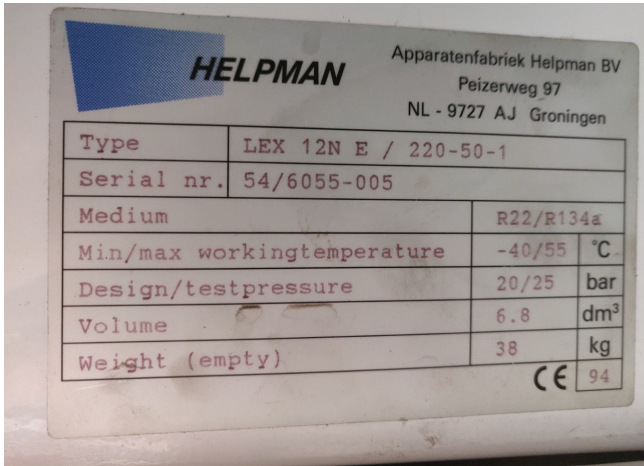 HELPMAN
Apparatenfabriek Helpman BV
Peizerweg 97
NL - 9727 AJ Groningen
Type LEX 12N E / 220-50-1
Serial nr. 54/6055-005
Medium R22/R134a
Min/max workingtemperature -40/55 °C
Design/testpressure 20/25 bar
Volume 6.8 dm³
Weight (empty) 38 kg
CE 94